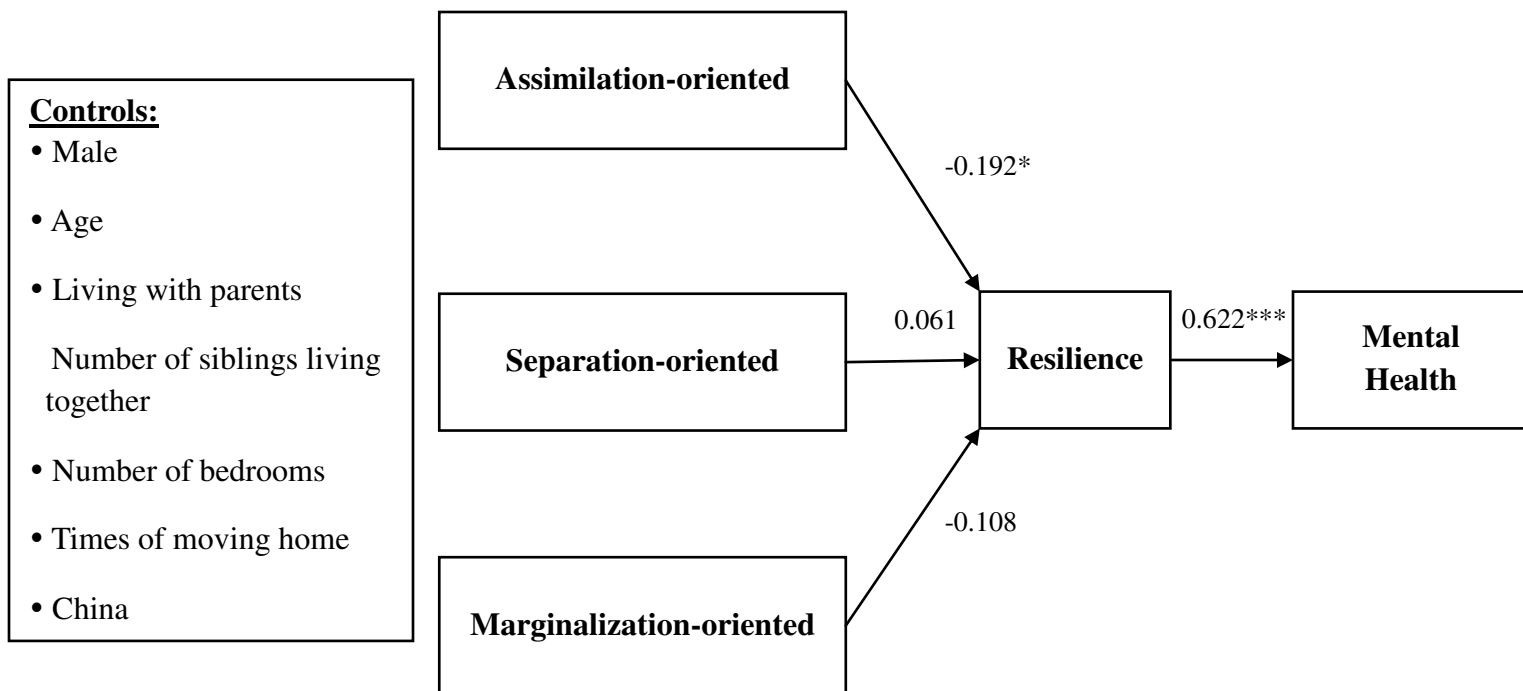 Controls:
• Male
• Age
• Living with parents
Number of siblings living
together
• Number of bedrooms
• Times of moving home
• China
Assimilation-oriented
Separation-oriented
Marginalization-oriented
-0.192*
0.061
-0.108
Resilience
0.622***
Mental
Health